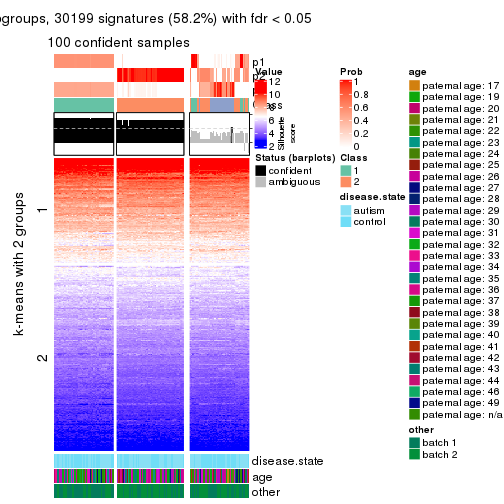 ogroups, 30199 signatures (58.2%) with fdr < 0.05
100 confident samples
p1
p2
Value
12
10
8
6
4
2
Silhouette
score
Prob
1
0.8
0.6
0.4
0.2
0
Status (barplots)
confident
ambiguous
Class
1
2
disease.state
autism
control
age
paternal age: 17
paternal age: 19
paternal age: 20
paternal age: 21
paternal age: 22
paternal age: 23
paternal age: 24
paternal age: 25
paternal age: 26
paternal age: 27
paternal age: 28
paternal age: 29
paternal age: 30
paternal age: 31
paternal age: 32
paternal age: 33
paternal age: 34
paternal age: 35
paternal age: 36
paternal age: 37
paternal age: 38
paternal age: 39
paternal age: 40
paternal age: 41
paternal age: 42
paternal age: 43
paternal age: 44
paternal age: 46
paternal age: 49
paternal age: n/a
other
batch 1
batch 2
k-means with 2 groups
1
2
disease.state
age
other